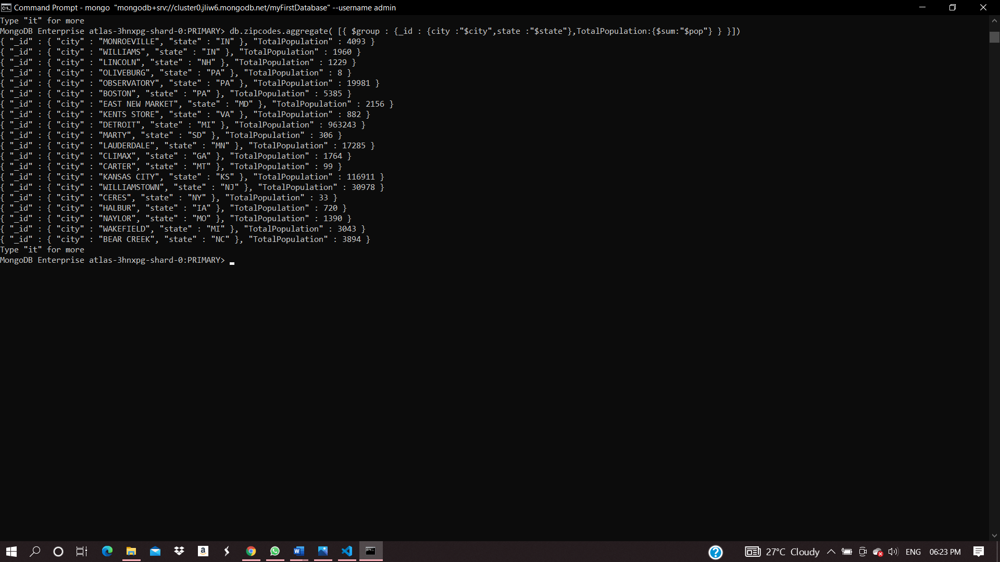 Command Prompt - mongo  "mongodb+srv://cluster0.jliw6.mongodb.net/myFirstDatabase" --username admin
Type "it" for more
MongoDB Enterprise atlas-3hnxpg-shard-0:PRIMARY> db.zipcodes.aggregate( [{ $group : {_id : {city :"$city",state :"$state"},TotalPopulation:{$sum:"$pop"} } }])
{ "_id" : { "city" : "MONROEVILLE", "state" : "IN" }, "TotalPopulation" : 4093 }
{ "_id" : { "city" : "WILLIAMS", "state" : "IN" }, "TotalPopulation" : 1960 }
{ "_id" : { "city" : "LINCOLN", "state" : "NH" }, "TotalPopulation" : 1229 }
{ "_id" : { "city" : "OLIVEBURG", "state" : "PA" }, "TotalPopulation" : 8 }
{ "_id" : { "city" : "OBSERVATORY", "state" : "PA" }, "TotalPopulation" : 19981 }
{ "_id" : { "city" : "BOSTON", "state" : "PA" }, "TotalPopulation" : 5385 }
{ "_id" : { "city" : "EAST NEW MARKET", "state" : "MD" }, "TotalPopulation" : 2156 }
{ "_id" : { "city" : "KENTS STORE", "state" : "VA" }, "TotalPopulation" : 882 }
{ "_id" : { "city" : "DETROIT", "state" : "MI" }, "TotalPopulation" : 963243 }
{ "_id" : { "city" : "MARTY", "state" : "SD" }, "TotalPopulation" : 306 }
{ "_id" : { "city" : "LAUDERDALE", "state" : "MN" }, "TotalPopulation" : 17285 }
{ "_id" : { "city" : "CLIMAX", "state" : "GA" }, "TotalPopulation" : 1764 }
{ "_id" : { "city" : "CARTER", "state" : "MT" }, "TotalPopulation" : 99 }
{ "_id" : { "city" : "KANSAS CITY", "state" : "KS" }, "TotalPopulation" : 116911 }
{ "_id" : { "city" : "WILLIAMSTOWN", "state" : "NJ" }, "TotalPopulation" : 30978 }
{ "_id" : { "city" : "CERES", "state" : "NY" }, "TotalPopulation" : 33 }
{ "_id" : { "city" : "HALBUR", "state" : "IA" }, "TotalPopulation" : 720 }
{ "_id" : { "city" : "NAYLOR", "state" : "MO" }, "TotalPopulation" : 1390 }
{ "_id" : { "city" : "WAKEFIELD", "state" : "MI" }, "TotalPopulation" : 3043 }
{ "_id" : { "city" : "BEAR CREEK", "state" : "NC" }, "TotalPopulation" : 3894 }
Type "it" for more
MongoDB Enterprise atlas-3hnxpg-shard-0:PRIMARY>
27°C Cloudy ENG 06:23 PM